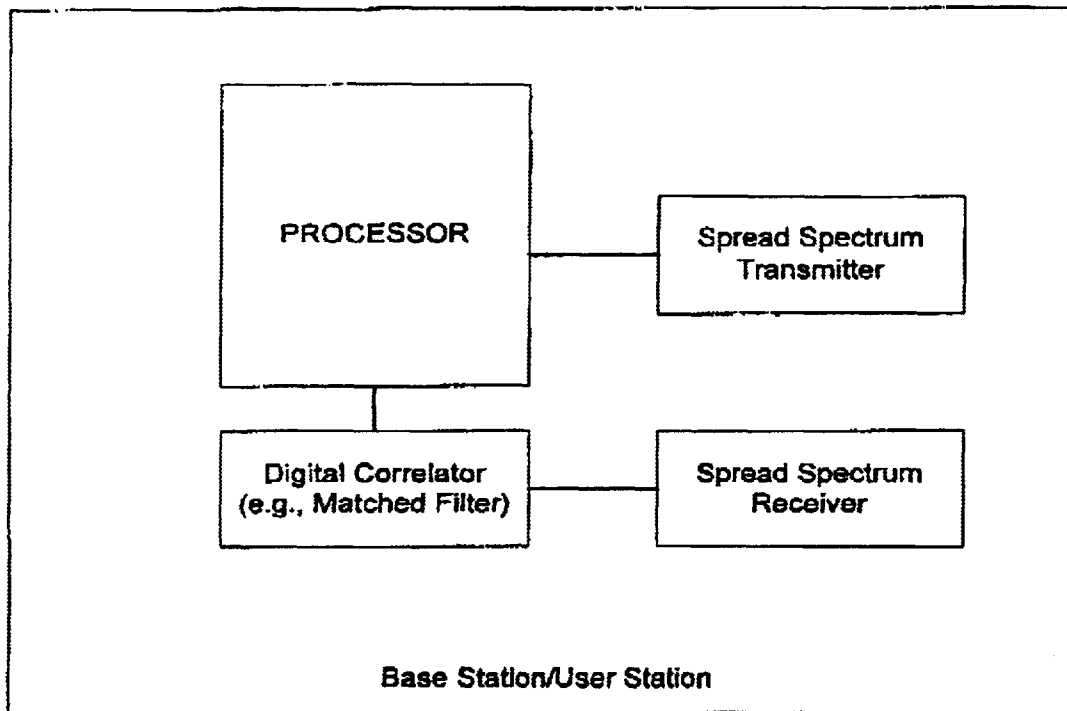 PROCESSOR
Spread Spectrum
Transmitter
Digital Correlator
(e.g., Matched Filter)
Spread Spectrum
Receiver
Base Station/User Station